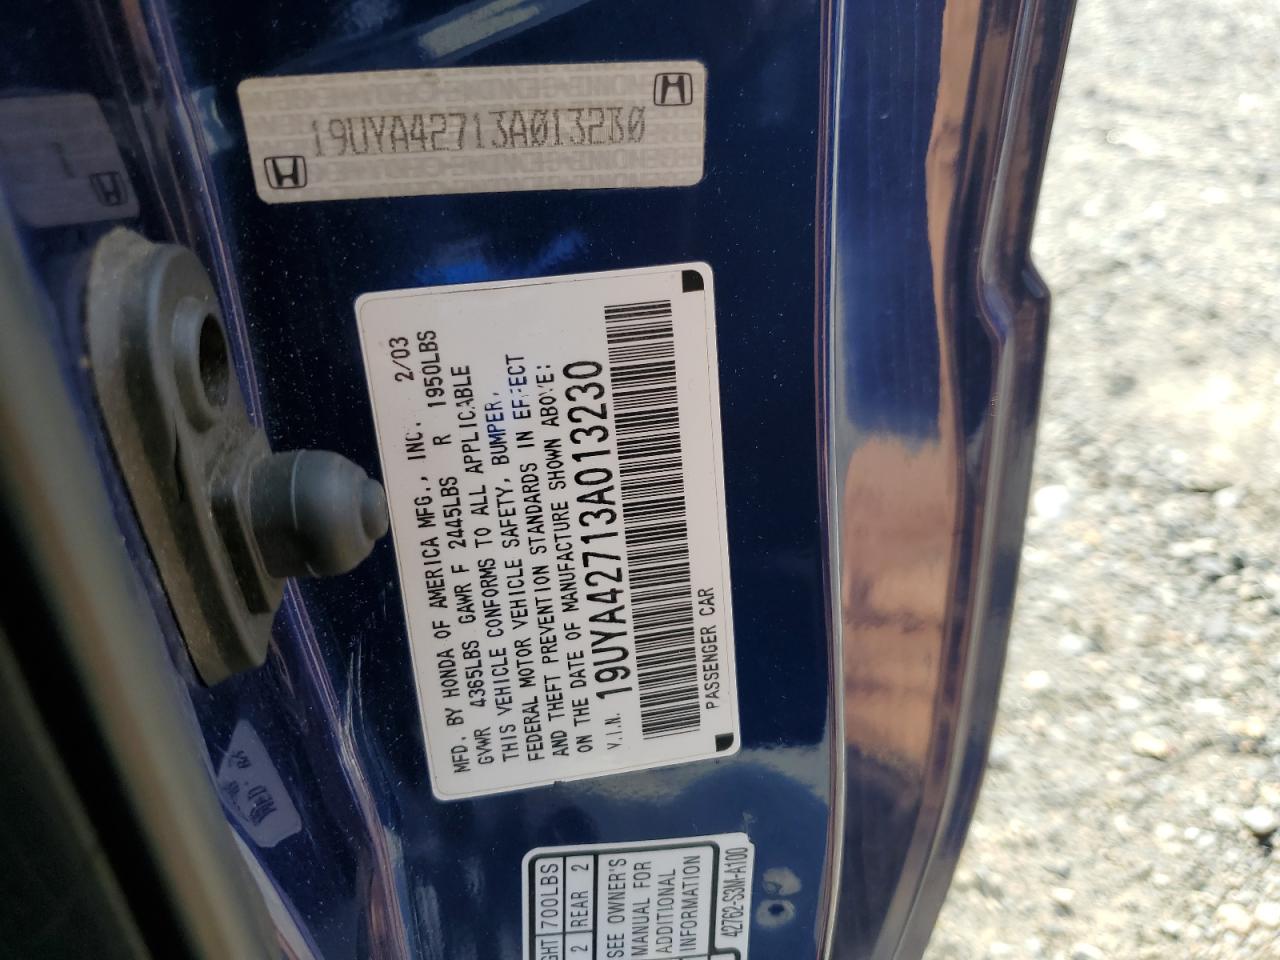 19UYA42713A013230
MFD. BY HONDA OF AMERICA MFG., INC. 2/03
GVWR 4365LBS GAWR F 2445LBS R 1950LBS
THIS VEHICLE CONFORMS TO ALL APPLICABLE
FEDERAL MOTOR VEHICLE SAFETY, BUMPER,
AND THEFT PREVENTION STANDARDS IN EFFECT
ON THE DATE OF MANUFACTURE SHOWN ABOVE:
V.I.N. 19UYA42713A013230
PASSENGER CAR
700LBS
2 REAR 2
SEE OWNER'S
MANUAL FOR
ADDITIONAL
INFORMATION
42762-S3M-A100